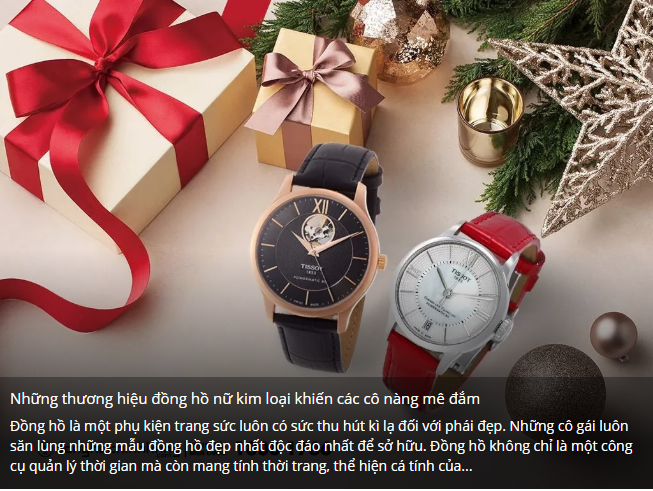 XII
TISSOT
1853
POWERMATIC 80
TISSOT
1853
Những thương hiệu đồng hồ nữ kim loại khiến các cô nàng mê đắm
Đồng hồ là một phụ kiện trang sức luôn có sức thu hút kì lạ đối với phái đẹp. Những cô gái luôn
săn lùng những mẫu đồng hồ đẹp nhất độc đáo nhất để sở hữu. Đồng hồ không chỉ là một công
cụ quản lý thời gian mà còn mang tính thời trang, thể hiện cá tính của...